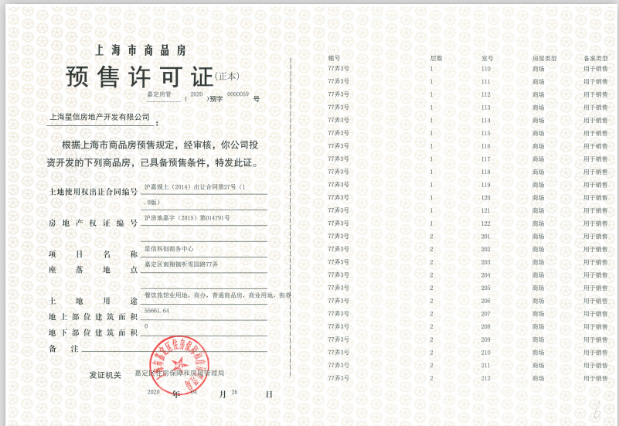 上海市商品房
预售许可证(正本)
嘉定房管 (2020) 预字 0000059 号
上海星信房地产开发有限公司 :
根据上海市商品房预售规定，经审核，你公司投
资开发的下列商品房，已具备预售条件，特发此证。
土地使用权出让合同编号 沪嘉规土（2014）出让合同第27号（1
.0版）
房地产权证编号 沪房地嘉字（2015）第014791号
项目名称 星信科创商务中心
座落地点 嘉定区南翔镇 77弄
土地用途 餐饮旅馆业用地，商办，普通商品房，商业用地
地上部位建筑面积 55661.64
地下部位建筑面积 0
备注
发证机关 嘉定区住房保障和房屋管理局
2020 年 月 26 日
幢号 层数 室号 房屋类型 备案类型
77弄3号 1 110 商场 用于销售
77弄3号 1 111 商场 用于销售
77弄3号 1 112 商场 用于销售
77弄3号 1 113 商场 用于销售
77弄3号 1 114 商场 用于销售
77弄3号 1 115 商场 用于销售
77弄3号 1 116 商场 用于销售
77弄3号 1 117 商场 用于销售
77弄3号 1 118 商场 用于销售
77弄3号 1 119 商场 用于销售
77弄3号 1 120 商场 用于销售
77弄3号 1 121 商场 用于销售
77弄3号 1 122 商场 用于销售
77弄3号 2 201 商场 用于销售
77弄3号 2 202 商场 用于销售
77弄3号 2 203 商场 用于销售
77弄3号 2 204 商场 用于销售
77弄3号 2 205 商场 用于销售
77弄3号 2 206 商场 用于销售
77弄3号 2 207 商场 用于销售
77弄3号 2 208 商场 用于销售
77弄3号 2 209 商场 用于销售
77弄3号 2 210 商场 用于销售
77弄3号 2 211 商场 用于销售
77弄3号 2 212 商场 用于销售